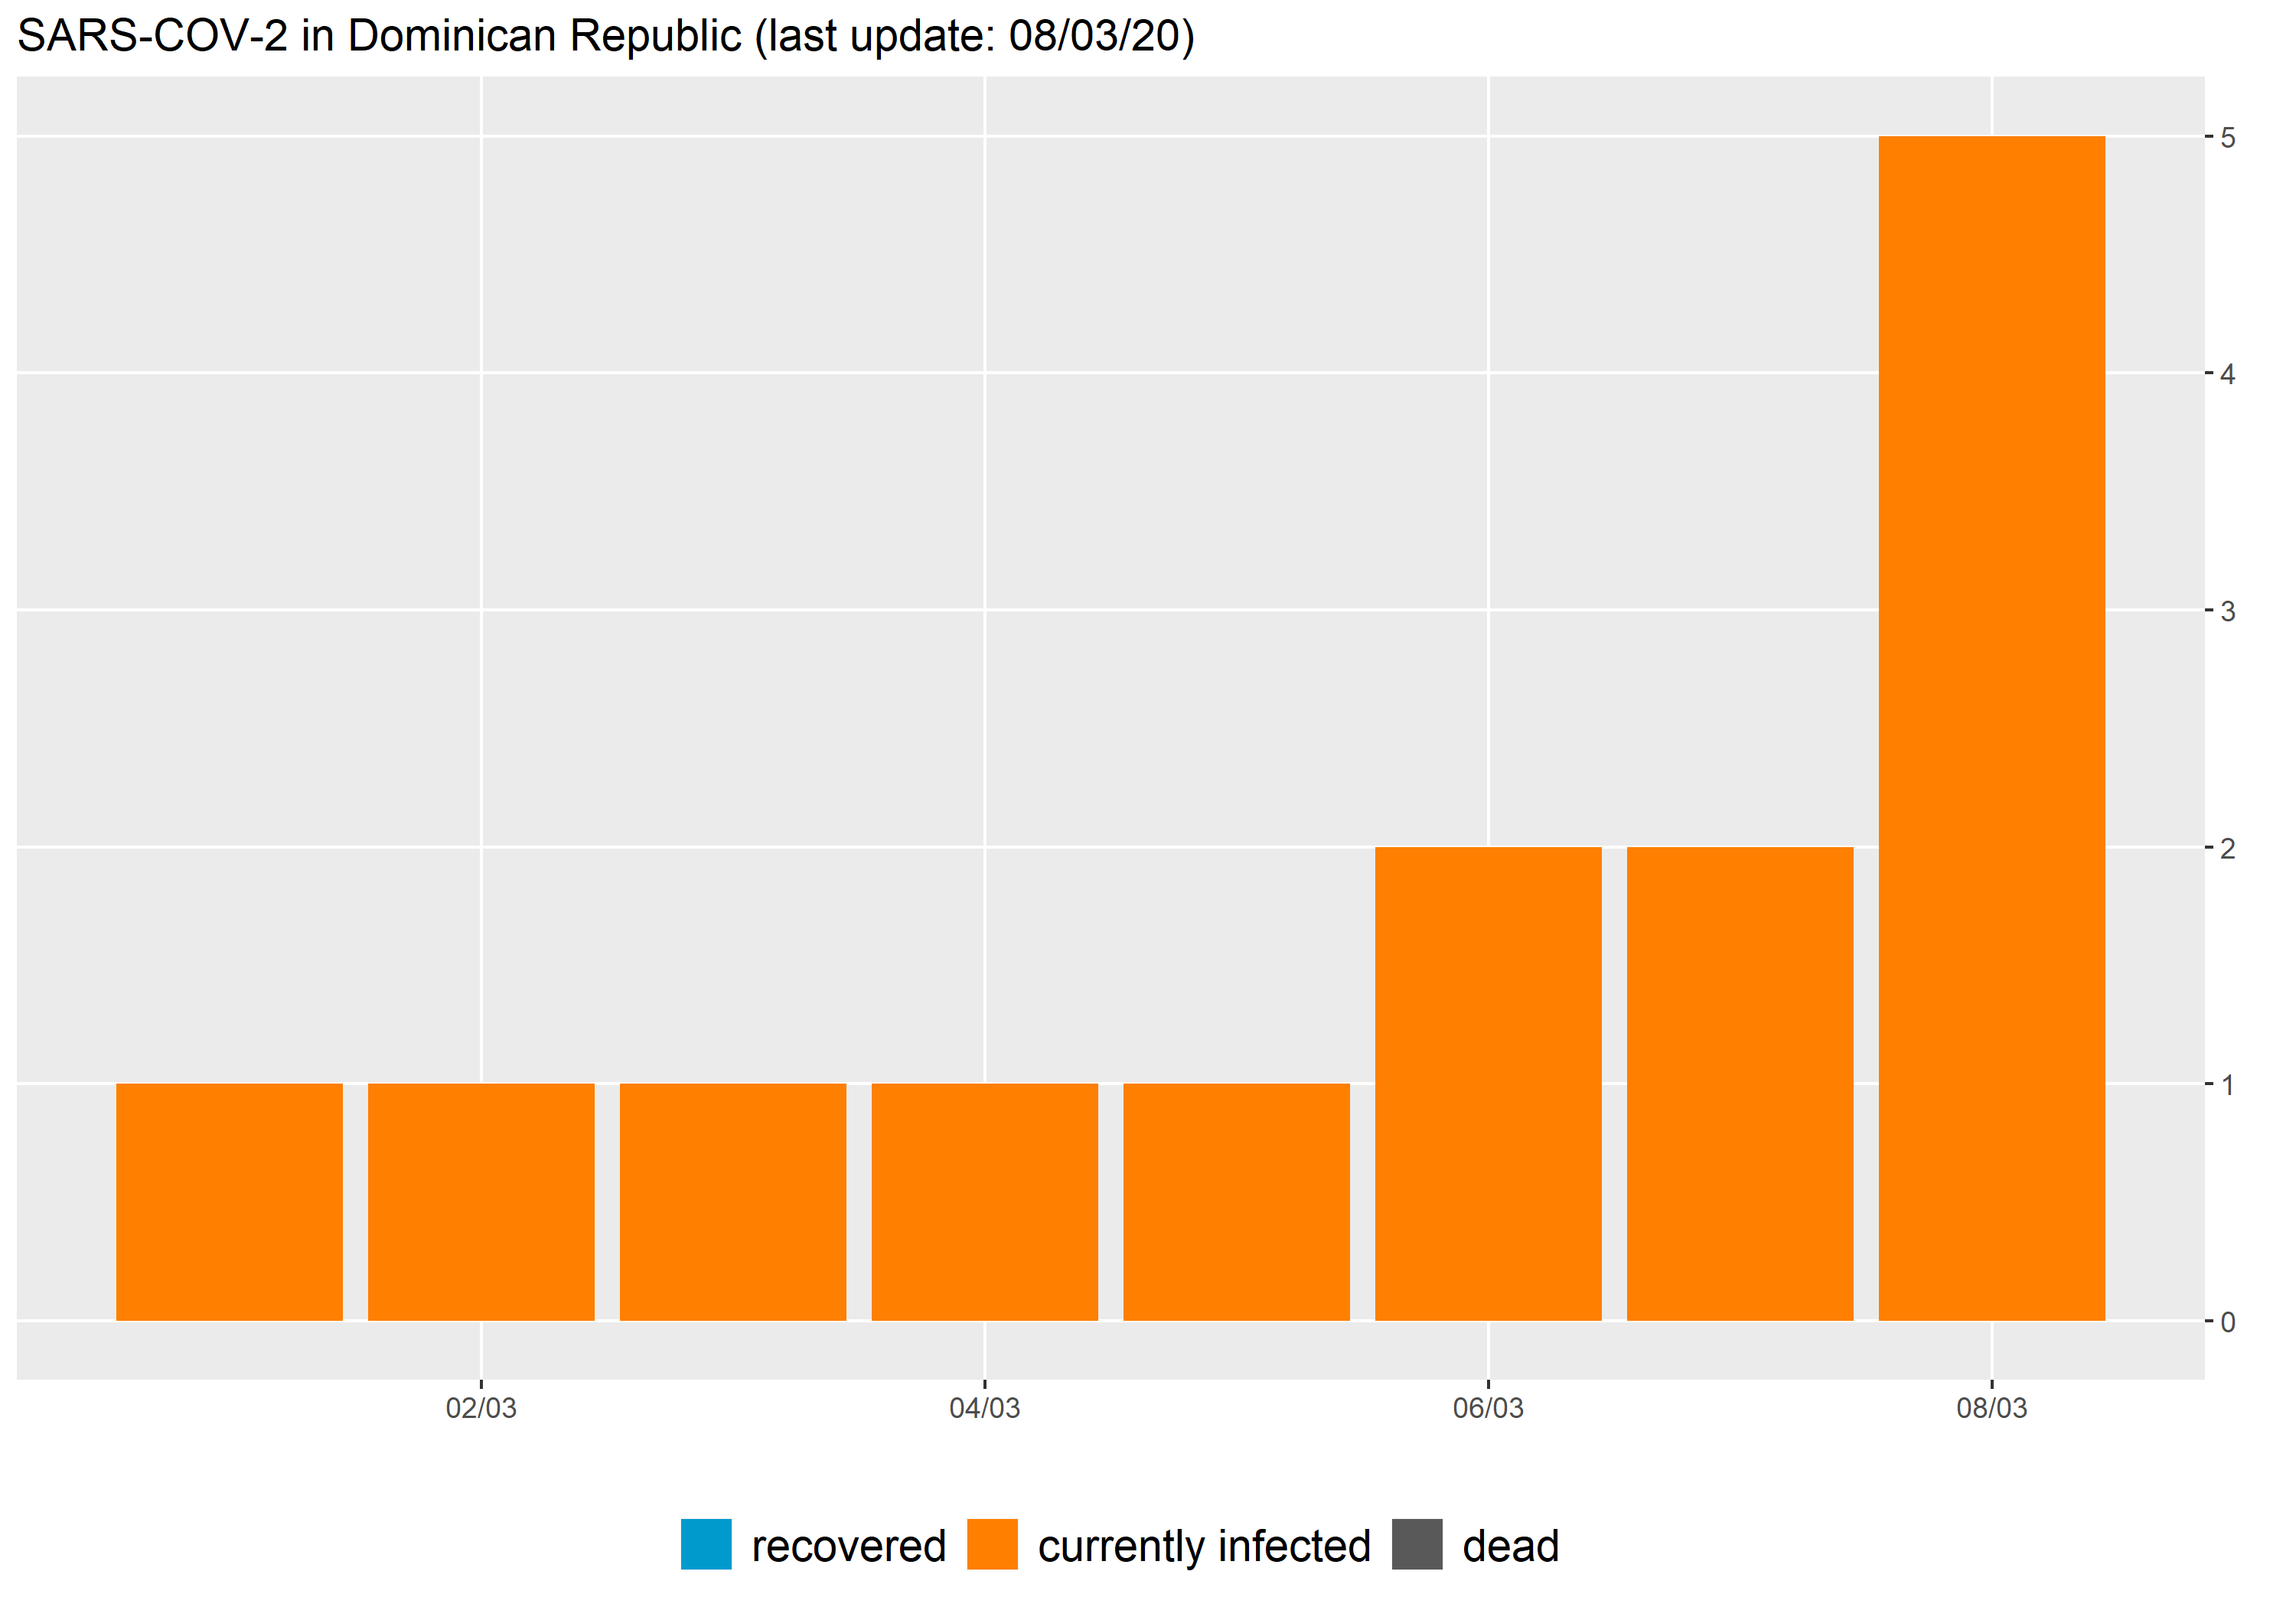 SARS-COV-2 in Dominican Republic (last update: 08/03/20)
5
4
3
2
1
0
02/03 04/03 06/03 08/03
recovered currently infected dead